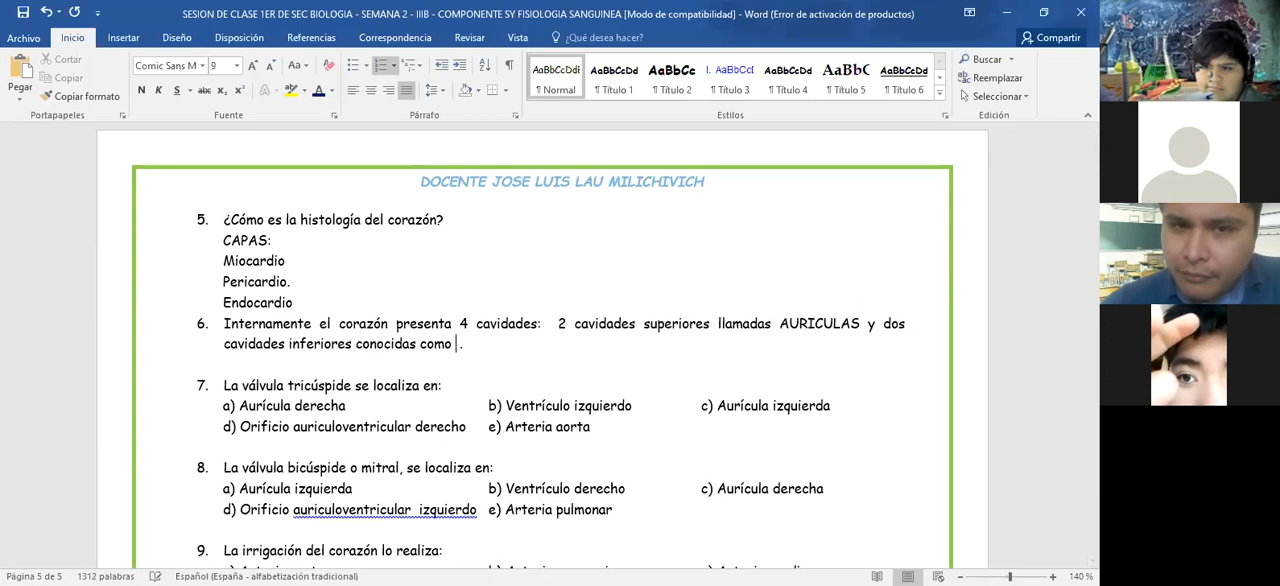 SESION DE CLASE 1ER DE SEC BIOLOGIA - SEMANA 2 - IIIB - COMPONENTE SY FISIOLOGIA SANGUINEA [Modo de compatibilidad] - Word (Error de activación de productos)
Archivo Inicio Insertar Diseño Disposición Referencias Correspondencia Revisar Vista ¿Qué desea hacer? Compartir
Cortar Comic Sans M 9 Aa AaBbCcDdE AaBbCcDd AaBbCc I. AaBbCcI AaBbCcDd AaBbC AaBbCcDd Buscar
Copiar Reemplazar
Pegar Copiar formato N K S abc x₂ x² A ¶ Normal ¶ Título 1 ¶ Título 2 ¶ Título 3 ¶ Título 4 ¶ Título 5 ¶ Título 6 Seleccionar
Portapapeles Fuente Párrafo Estilos Edición
DOCENTE JOSE LUIS LAU MILICHIVICH
5. ¿Cómo es la histología del corazón?
CAPAS:
Miocardio
Pericardio.
Endocardio
6. Internamente el corazón presenta 4 cavidades: 2 cavidades superiores llamadas AURICULAS y dos
cavidades inferiores conocidas como .
7. La válvula tricúspide se localiza en:
a) Aurícula derecha b) Ventrículo izquierdo c) Aurícula izquierda
d) Orificio auriculoventricular derecho e) Arteria aorta
8. La válvula bicúspide o mitral, se localiza en:
a) Aurícula izquierda b) Ventrículo derecho c) Aurícula derecha
d) Orificio auriculoventricular izquierdo e) Arteria pulmonar
9. La irrigación del corazón lo realiza:
Página 5 de 5 1312 palabras Español (España - alfabetización tradicional) 140 %